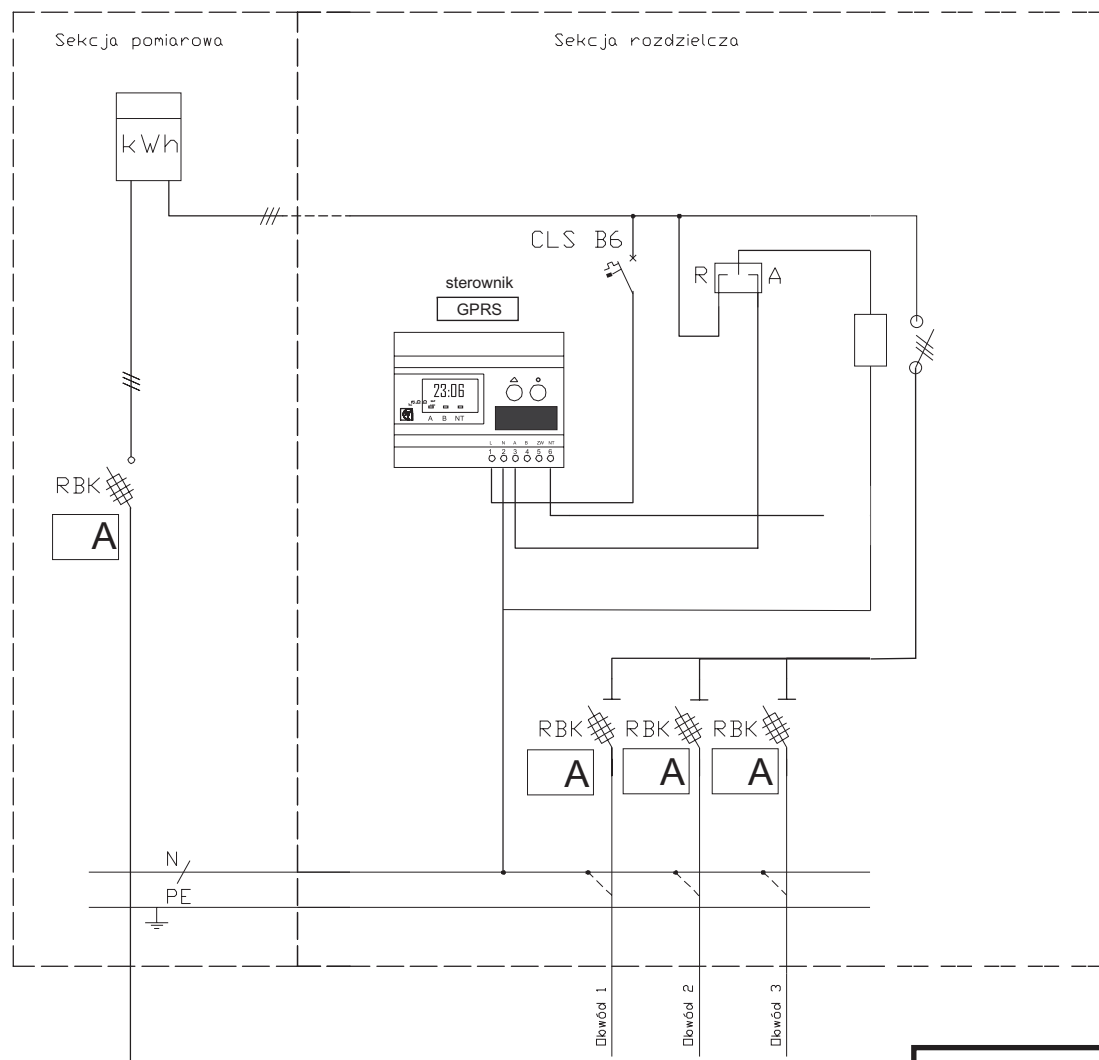 Sekcja pomiarowa
Sekcja rozdzielcza
kWh
CLS B6
R A
sterownik
GPRS
23:06
A B NT
L N A B ZW NT
1 2 3 4 5 6
RBK
A
RBK RBK RBK
A A A
N
PE
Obwód 1
Obwód 2
Obwód 3